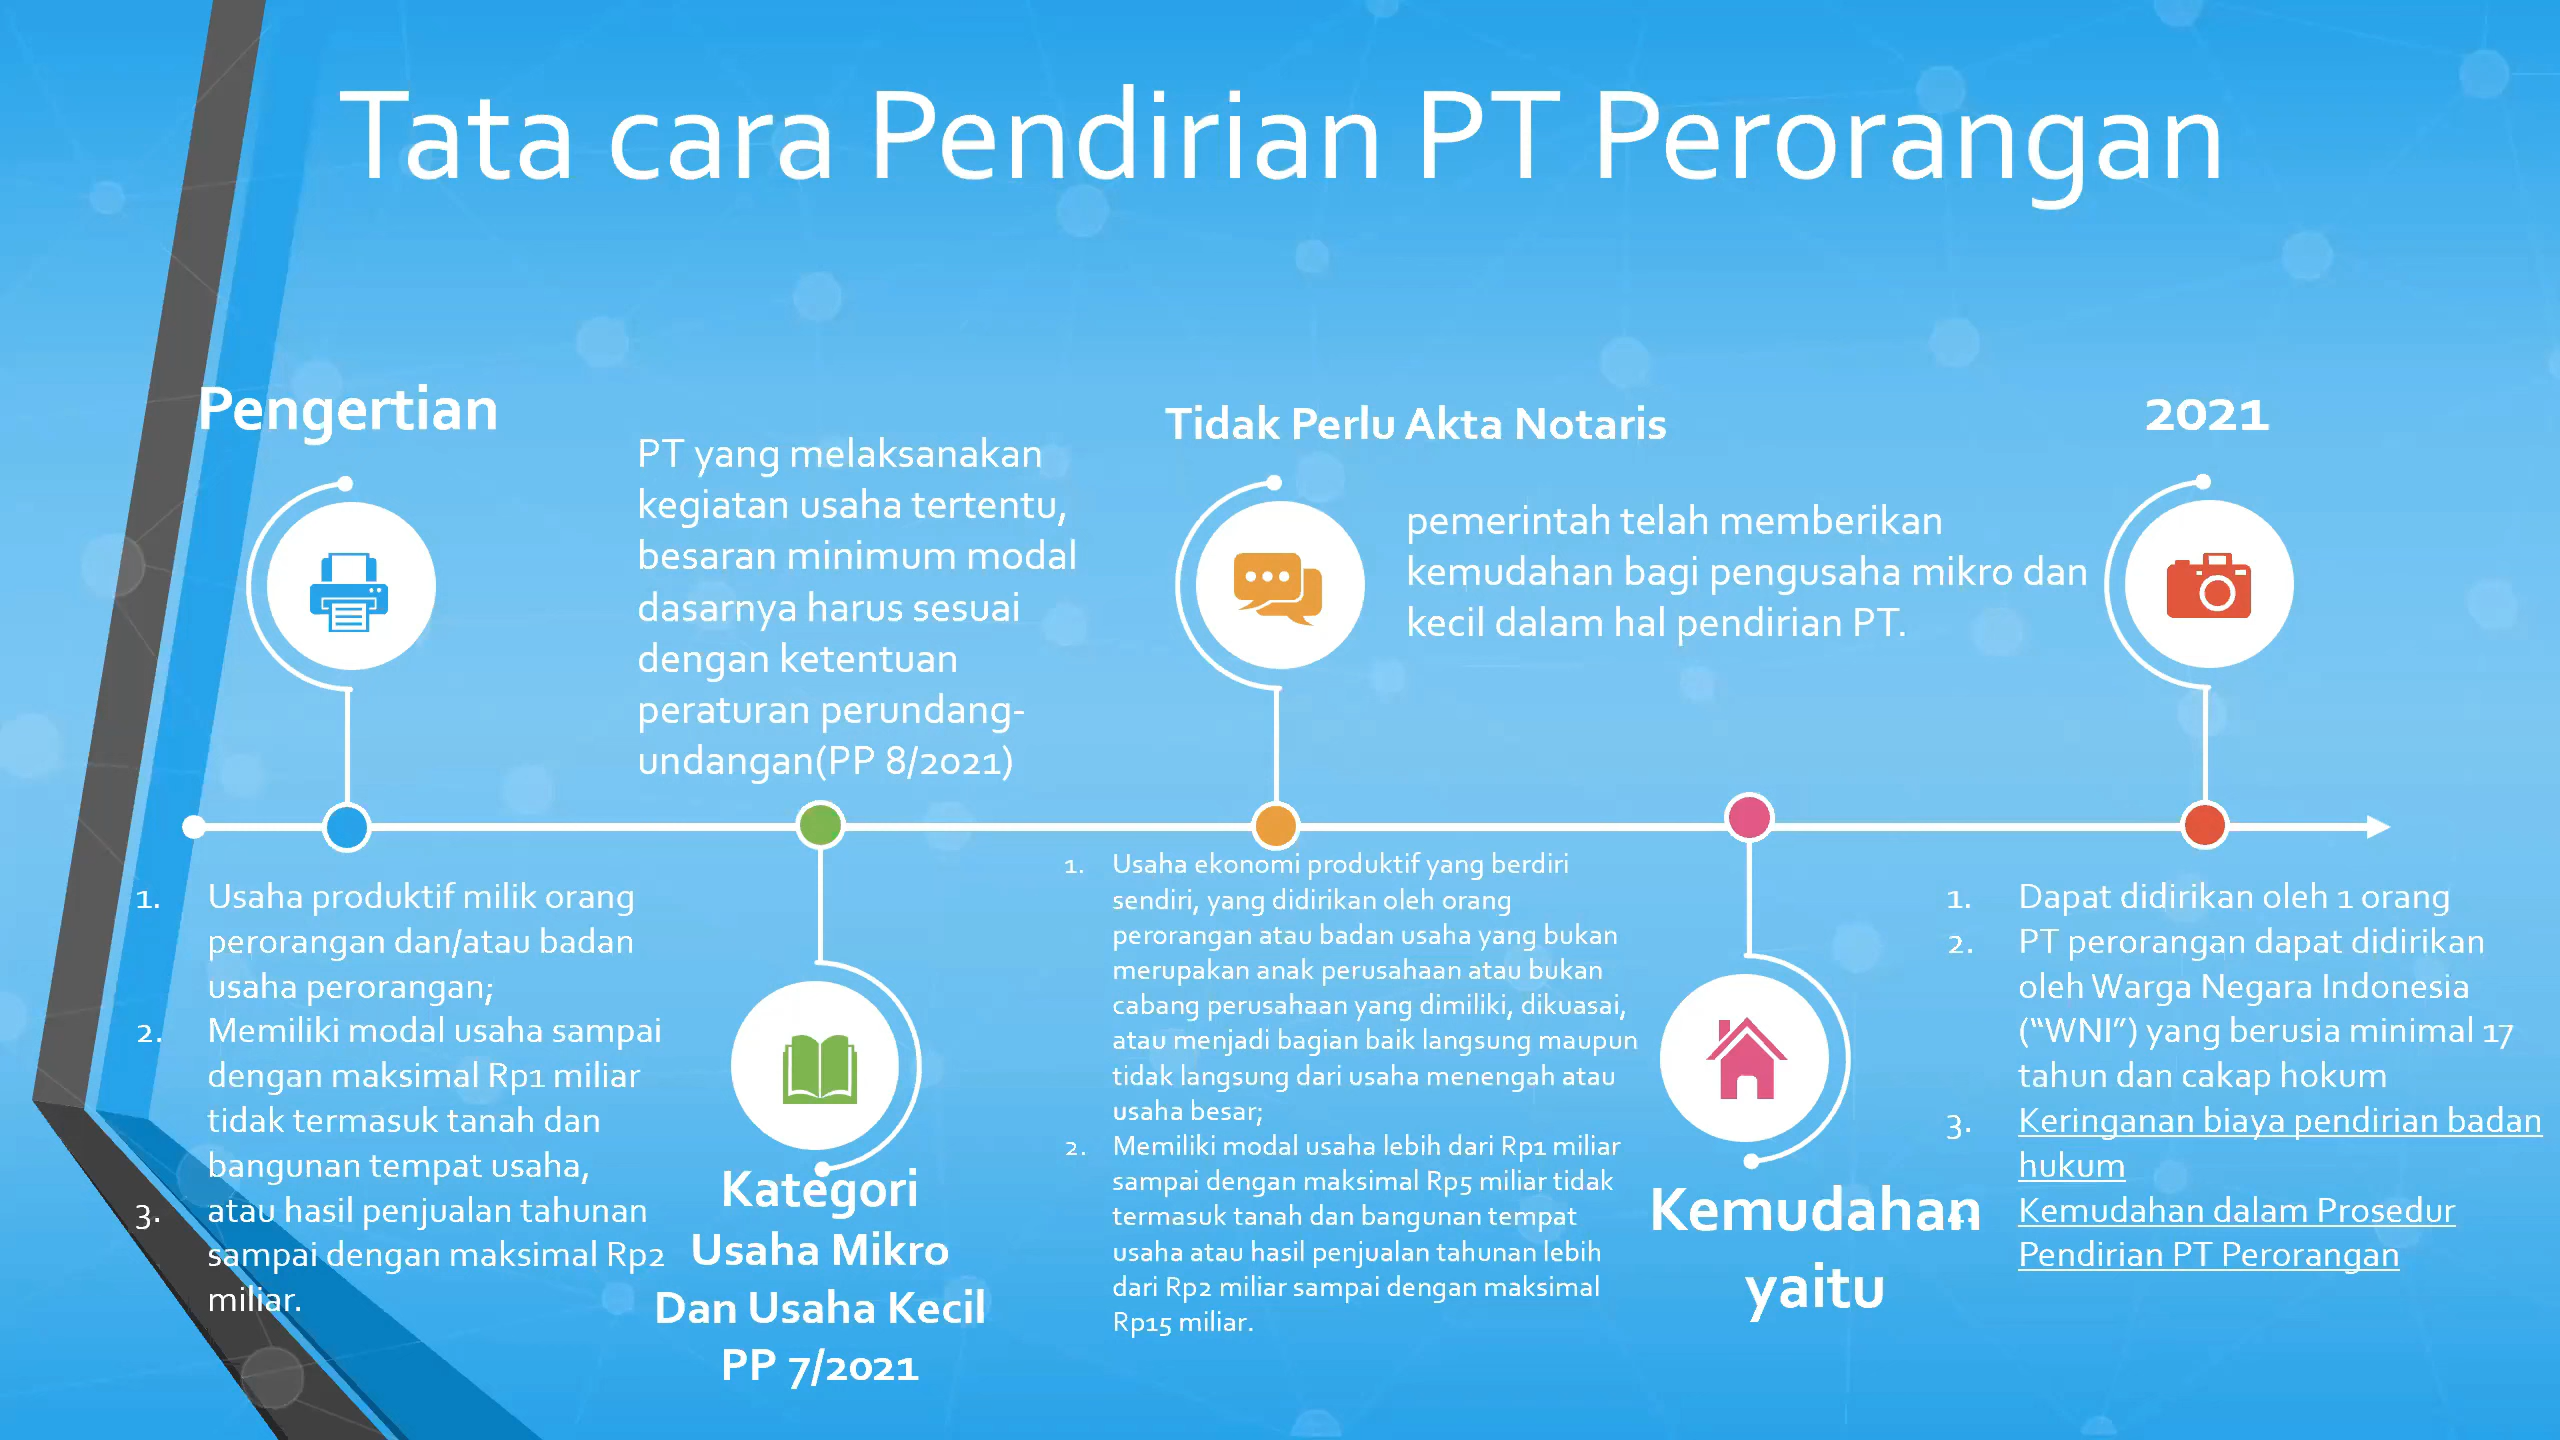 Tata cara Pendirian PT Perorangan
Pengertian
PT yang melaksanakan
kegiatan usaha tertentu,
besaran minimum modal
dasarnya harus sesuai
dengan ketentuan
peraturan perundang-
undangan(PP 8/2021)
Tidak Perlu Akta Notaris
pemerintah telah memberikan
kemudahan bagi pengusaha mikro dan
kecil dalam hal pendirian PT.
2021
1. Usaha produktif milik orang
perorangan dan/atau badan
usaha perorangan;
2. Memiliki modal usaha sampai
dengan maksimal Rp1 miliar
tidak termasuk tanah dan
bangunan tempat usaha,
3. atau hasil penjualan tahunan
sampai dengan maksimal Rp2
miliar.
Kategori
Usaha Mikro
Dan Usaha Kecil
PP 7/2021
1. Usaha ekonomi produktif yang berdiri
sendiri, yang didirikan oleh orang
perorangan atau badan usaha yang bukan
merupakan anak perusahaan atau bukan
cabang perusahaan yang dimiliki, dikuasai,
atau menjadi bagian baik langsung maupun
tidak langsung dari usaha menengah atau
usaha besar;
2. Memiliki modal usaha lebih dari Rp1 miliar
sampai dengan maksimal Rp5 miliar tidak
termasuk tanah dan bangunan tempat
usaha atau hasil penjualan tahunan lebih
dari Rp2 miliar sampai dengan maksimal
Rp15 miliar.
Kemudahan
yaitu
1. Dapat didirikan oleh 1 orang
2. PT perorangan dapat didirikan
oleh Warga Negara Indonesia
(“WNI”) yang berusia minimal 17
tahun dan cakap hokum
3. Keringanan biaya pendirian badan
hukum
Kemudahan dalam Prosedur
Pendirian PT Perorangan